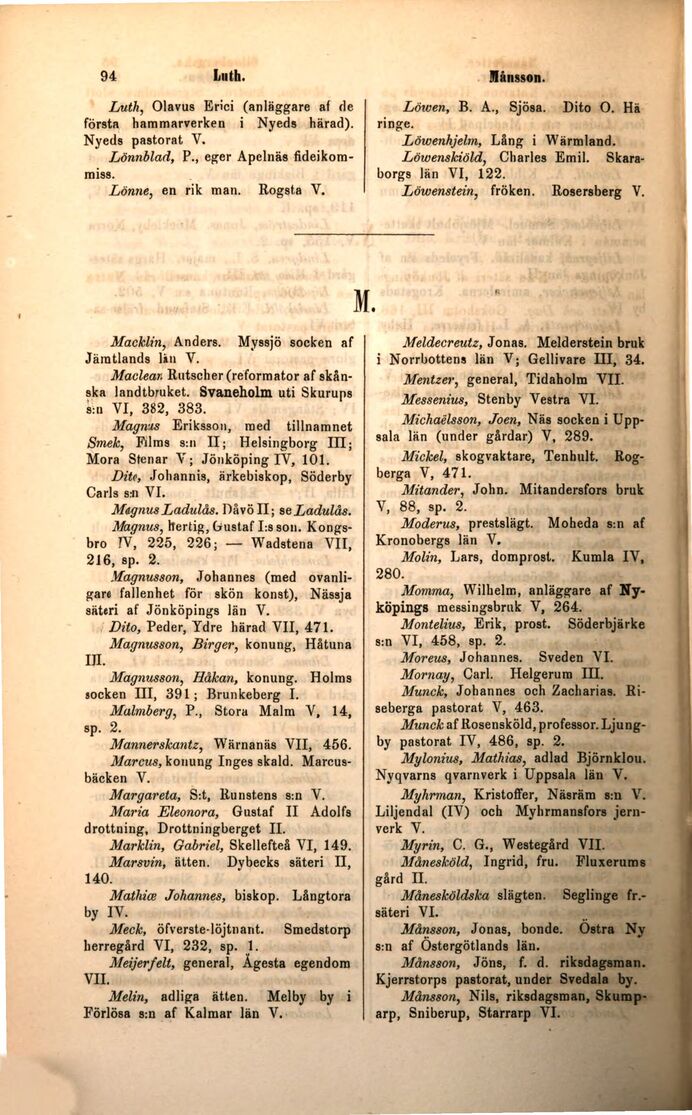 94 Luth. Månsson.
Luth, Olavus Erici (anläggare af de
första hammarverken i Nyeds härad).
Nyeds pastorat V.
Lönnblad, P., eger Apelnäs fideikom-
miss.
Lönne, en rik man. Rogsta V.
Löwen, B. A., Sjösa. Dito O. Hä
ringe.
Löwenhjelm, Lång i Wärmland.
Löwenskiöld, Charles Emil. Skara-
borgs län VI, 122.
Löwenstein, fröken. Rosersberg V.
M.
Macklin, Anders. Myssjö socken af
Jämtlands län V.
Maclean Rutscher (reformator af skån-
ska landtbruket. Svaneholm uti Skurups
s:n VI, 382, 383.
Magnus Eriksson, med tillnamnet
Smek, Films s:n II; Helsingborg III;
Mora Stenar V; Jönköping IV, 101.
Dito, Johannis, ärkebiskop, Söderby
Carls s:n VI.
Magnus Ladulås. Dåvö II; se Ladulås.
Magnus, hertig, Gustaf I:s son. Kongs-
bro IV, 225, 226; — Wadstena VII,
216, sp. 2.
Magnusson, Johannes (med ovanli-
gare fallenhet för skön konst), Nässja
säteri af Jönköpings län V.
Dito, Peder, Ydre härad VII, 471.
Magnusson, Birger, konung, Håtuna
III.
Magnusson, Håkan, konung. Holms
socken III, 391; Brunkeberg I.
Malmberg, P., Stora Malm V, 14,
sp. 2.
Mannerskantz, Wärnanäs VII, 456.
Marcus, konung Inges skald. Marcus-
bäcken V.
Margareta, S:t, Runstens s:n V.
Maria Eleonora, Gustaf II Adolfs
drottning, Drottningberget II.
Marklin, Gabriel, Skellefteå VI, 149.
Marsvin, ätten. Dybecks säteri II,
140.
Mathiæ Johannes, biskop. Långtora
by IV.
Meck, öfverste-löjtnant. Smedstorp
herregård VI, 232, sp. 1.
Meijerfelt, general, Ågesta egendom
VII.
Melin, adliga ätten. Melby by i
Förlösa s:n af Kalmar län V.
Meldecreutz, Jonas. Melderstein bruk
i Norrbottens län V; Gellivare III, 34.
Mentzer, general, Tidaholm VII.
Messenius, Stenby Vestra VI.
Michaëlsson, Joen, Näs socken i Upp-
sala län (under gårdar) V, 289.
Mickel, skogvaktare, Tenhult. Rog-
berga V, 471.
Mitander, John. Mitandersfors bruk
V, 88, sp. 2.
Moderus, prestslägt. Moheda s:n af
Kronobergs län V.
Molin, Lars, domprost. Kumla IV,
280.
Momma, Wilhelm, anläggare af Ny-
köpings messingsbruk V, 264.
Montelius, Erik, prost. Söderbjärke
s:n VI, 458, sp. 2.
Moreus, Johannes. Sveden VI.
Mornay, Carl. Helgerum III.
Munck, Johannes och Zacharias. Ri-
seberga pastorat V, 463.
Munck af Rosensköld, professor. Ljung-
by pastorat IV, 486, sp. 2.
Mylonius, Mathias, adlad Björnklou.
Nyqvarns qvarnverk i Uppsala län V.
Myhrman, Kristoffer, Näsräm s:n V.
Liljendal (IV) och Myhrmansfors jern-
verk V.
Myrin, C. G., Westegård VII.
Månesköld, Ingrid, fru. Fluxerums
gård II.
Månesköldska slägten. Seglinge fr.-
säteri VI.
Månsson, Jonas, bonde. Östra Ny
s:n af Östergötlands län.
Månsson, Jöns, f. d. riksdagsman.
Kjerrstorps pastorat, under Svedala by.
Månsson, Nils, riksdagsman, Skump-
arp, Sniberup, Starrarp VI.